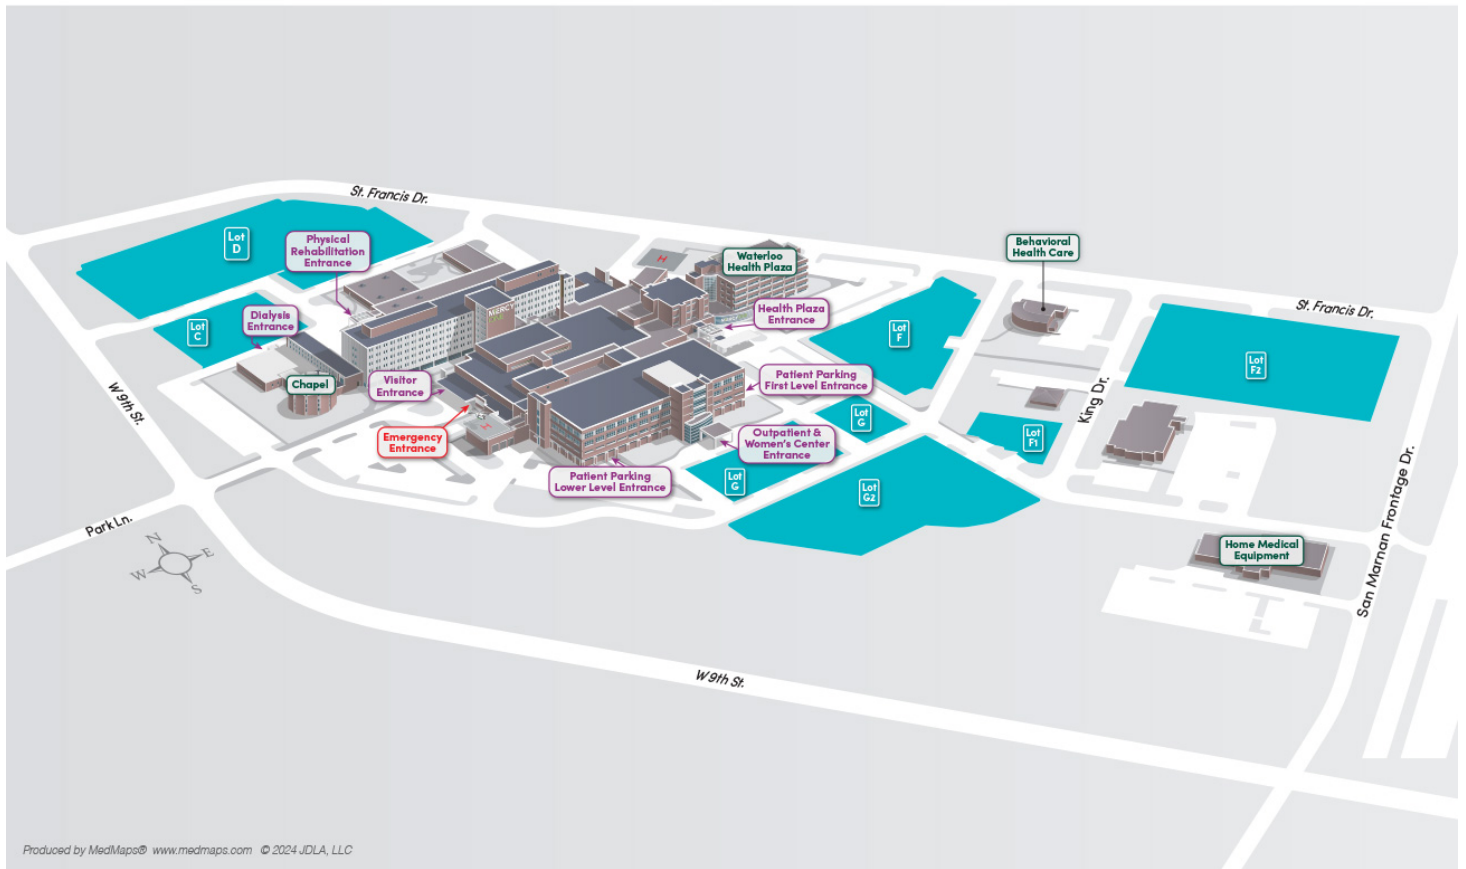 St. Francis Dr.
Lot
D
Physical
Rehabilitation
Entrance
Behavioral
Health Care
Waterloo
Health Plaza
H
Dialysis
Entrance
Lot
C
MERCY
Health Plaza
Entrance
Lot
F
St. Francis Dr.
Lot
F2
Chapel
Visitor
Entrance
Patient Parking
First Level Entrance
W 9th St.
King Dr.
Lot
G
Emergency
Entrance
H
Outpatient &
Women's Center
Entrance
Lot
F1
Patient Parking
Lower Level Entrance
Lot
G
Lot
G2
San Marnan Frontage Dr.
Park Ln.
N
E
W
S
Home Medical
Equipment
W 9th St.
Produced by MedMaps® www.medmaps.com © 2024 JDLA, LLC